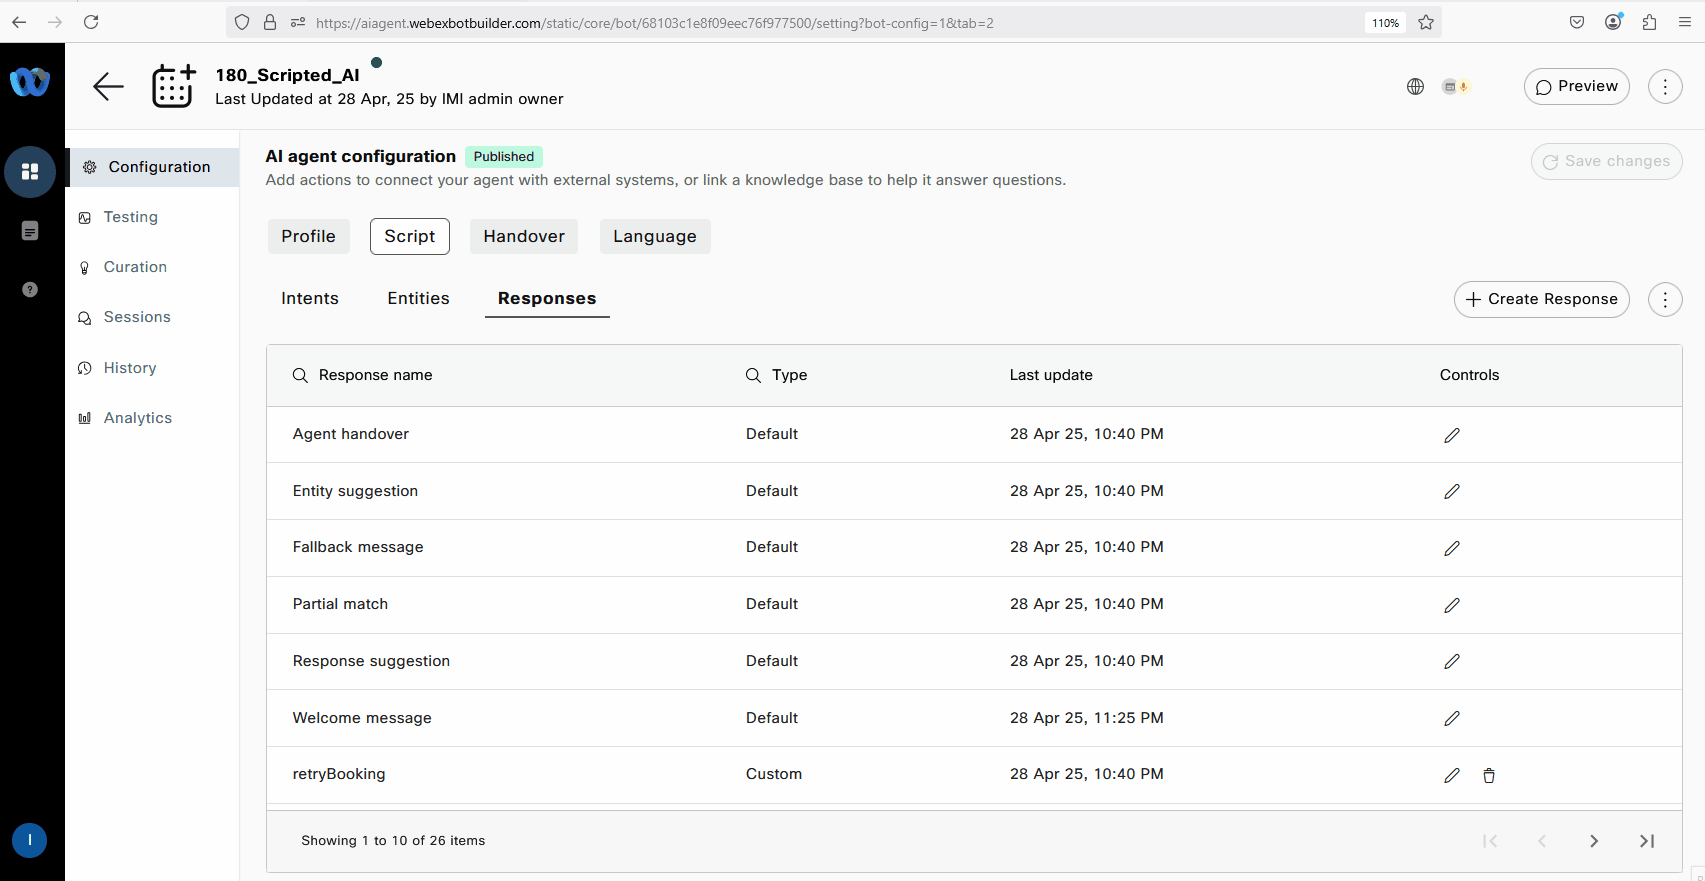 https://aiagent.webexbotbuilder.com/static/core/bot/68103c1e8f09eec76f977500/setting?bot-config=1&tab=2
110%
180_Scripted_AI
Last Updated at 28 Apr, 25 by IMI admin owner
Preview
Configuration
Testing
Curation
Sessions
History
Analytics
I
AI agent configuration Published
Add actions to connect your agent with external systems, or link a knowledge base to help it answer questions.
Save changes
Profile Script Handover Language
Intents Entities Responses
Create Response
Response name Type Last update Controls
Agent handover Default 28 Apr 25, 10:40 PM
Entity suggestion Default 28 Apr 25, 10:40 PM
Fallback message Default 28 Apr 25, 10:40 PM
Partial match Default 28 Apr 25, 10:40 PM
Response suggestion Default 28 Apr 25, 10:40 PM
Welcome message Default 28 Apr 25, 11:25 PM
retryBooking Custom 28 Apr 25, 10:40 PM
Showing 1 to 10 of 26 items